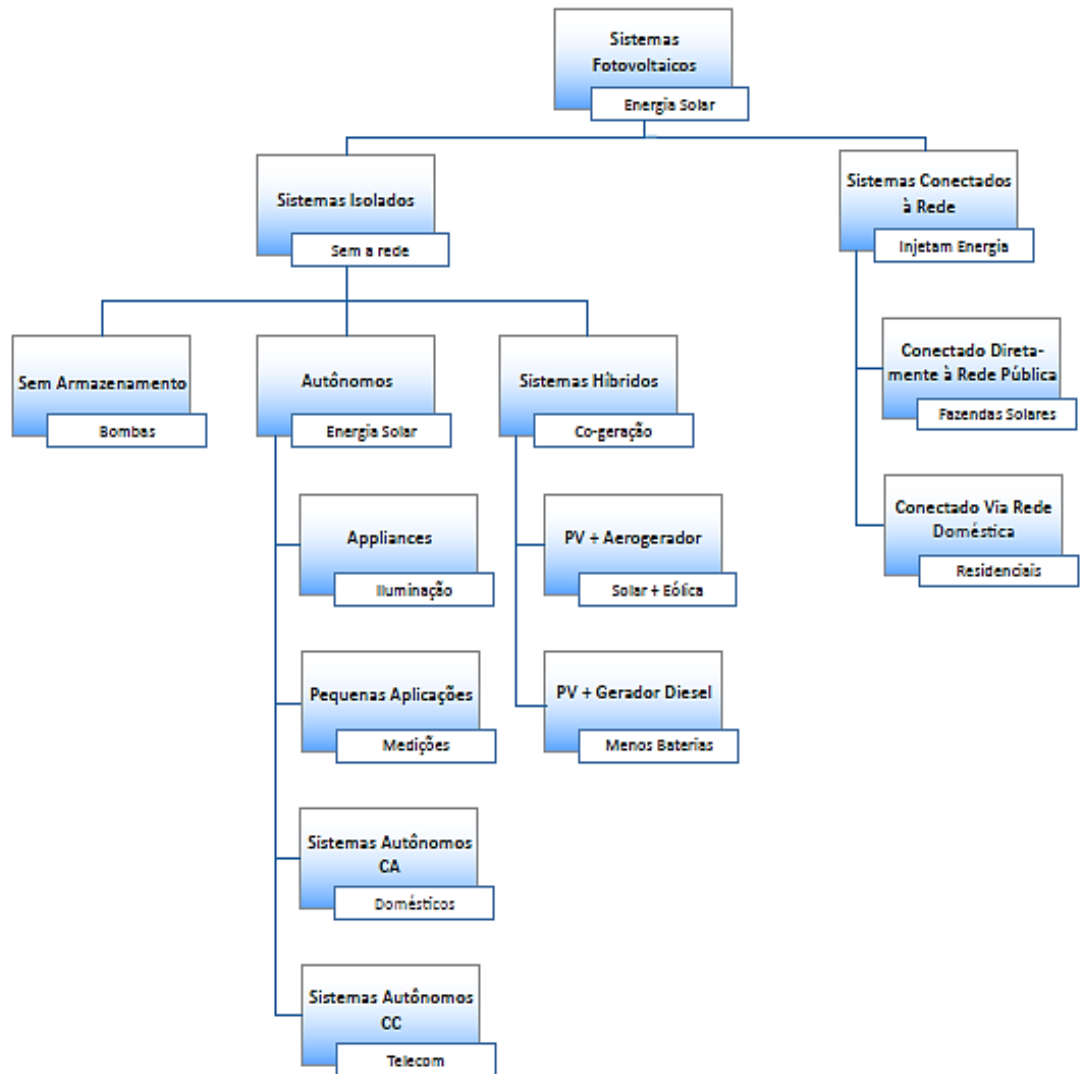 Sistemas
Fotovoltaicos
Energia Solar
Sistemas Isolados
Sem a rede
Sistemas Conectados
à Rede
Injetam Energia
Sem Armazenamento
Bombas
Autônomos
Energia Solar
Sistemas Híbridos
Co-geração
Conectado Direta-
mente à Rede Pública
Fazendas Solares
Appliances
Iluminação
PV + Aerogerador
Solar + Eólica
Conectado Via Rede
Doméstica
Residenciais
Pequenas Aplicações
Medições
PV + Gerador Diesel
Menos Baterias
Sistemas Autônomos
CA
Domésticos
Sistemas Autônomos
CC
Telecom